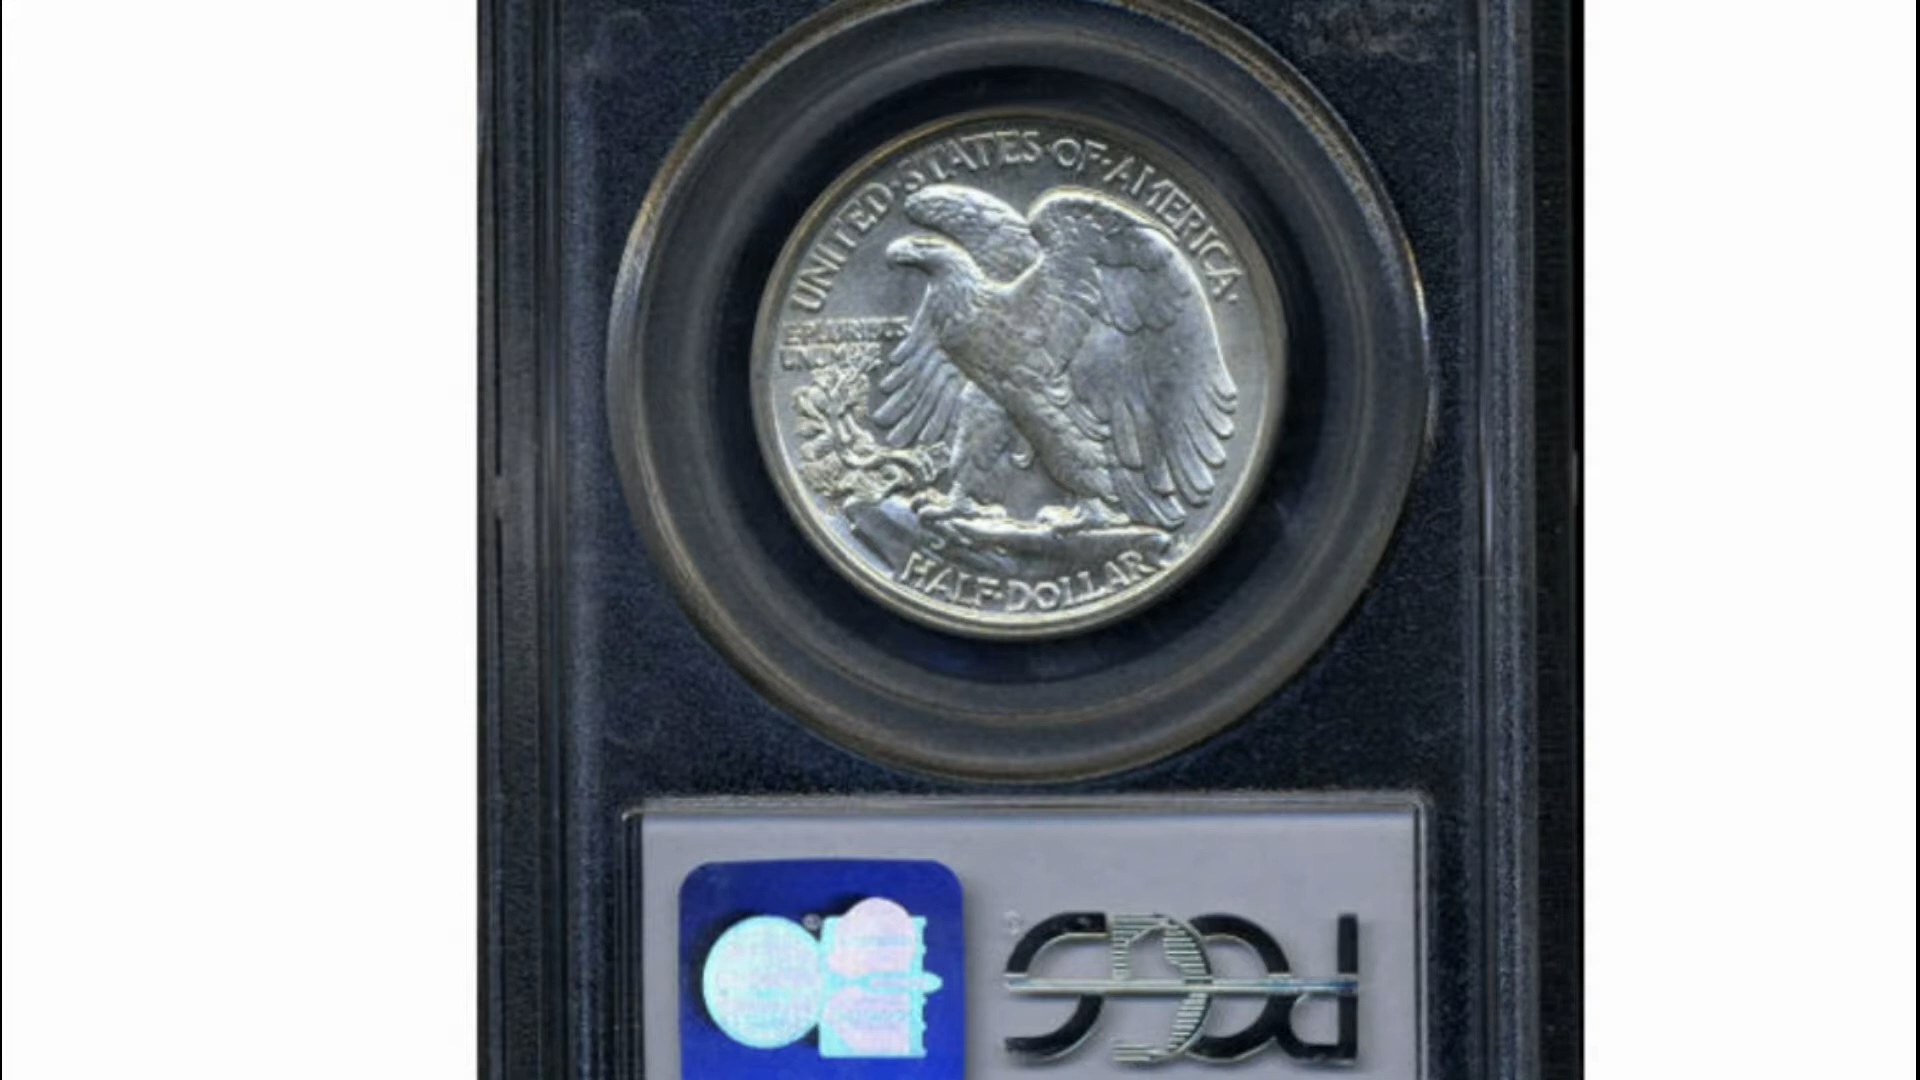 UNITED·STATES·OF·AMERICA·
E·PLURIBUS
UNUM
HALF·DOLLAR
PCGS